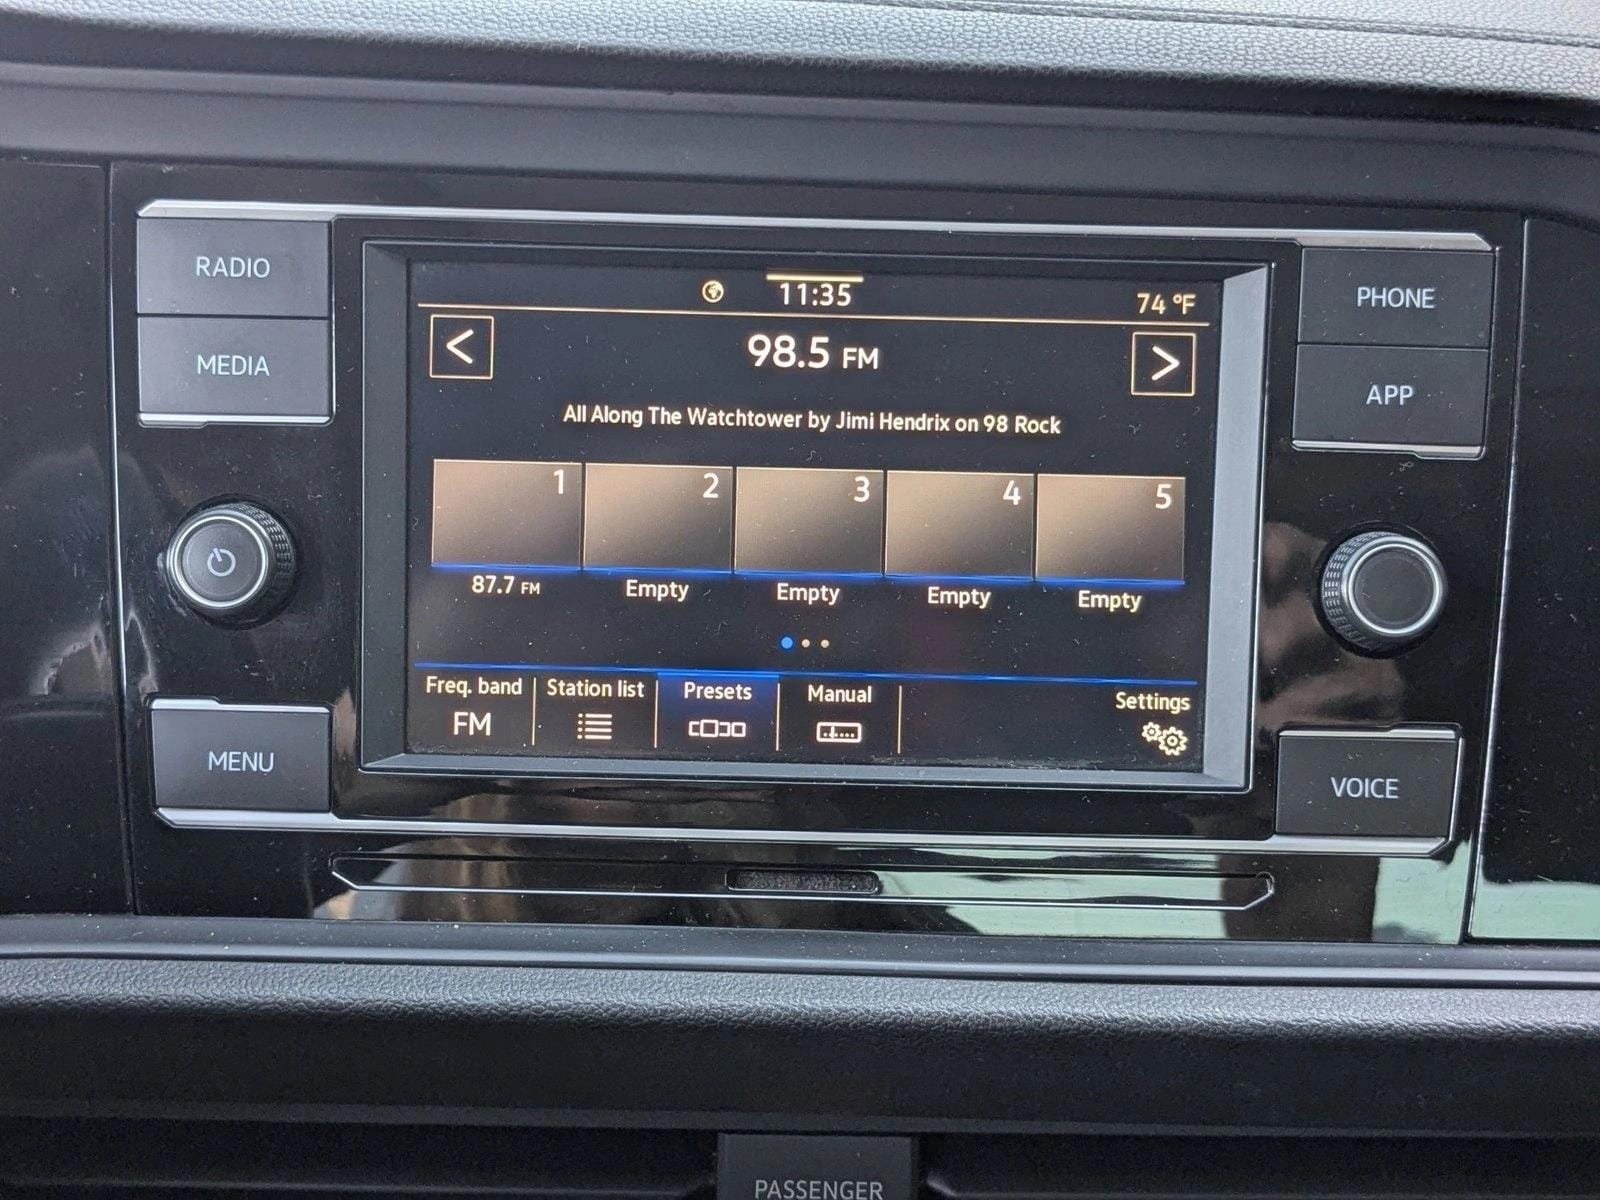 RADIO
MEDIA
MENU
11:35
74 °F
<
98.5 FM
>
All Along The Watchtower by Jimi Hendrix on 98 Rock
1 2 3 4 5
87.7 FM Empty Empty Empty Empty
Freq. band Station list Presets Manual Settings
FM
PHONE
APP
VOICE
PASSENGER